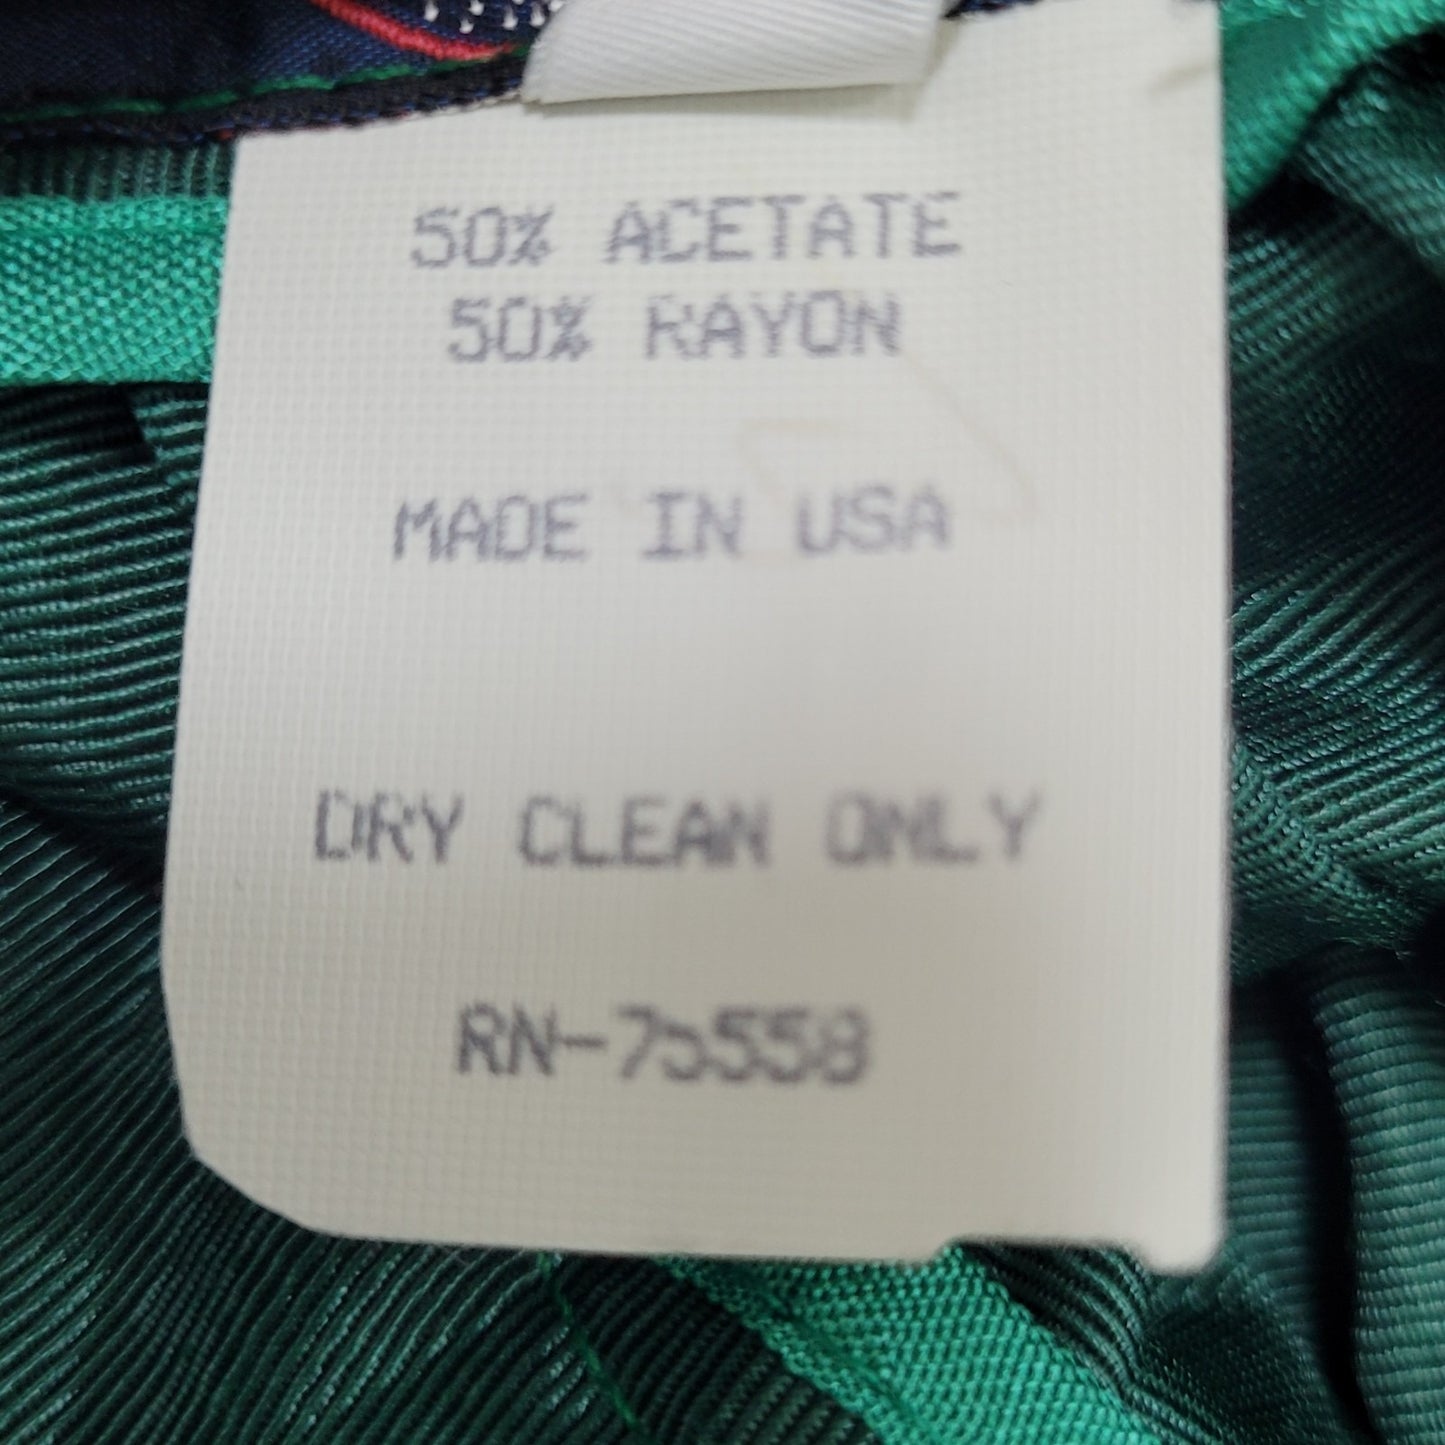 50% ACETATE
50% RAYON
MADE IN USA
DRY CLEAN ONLY
RN-75558